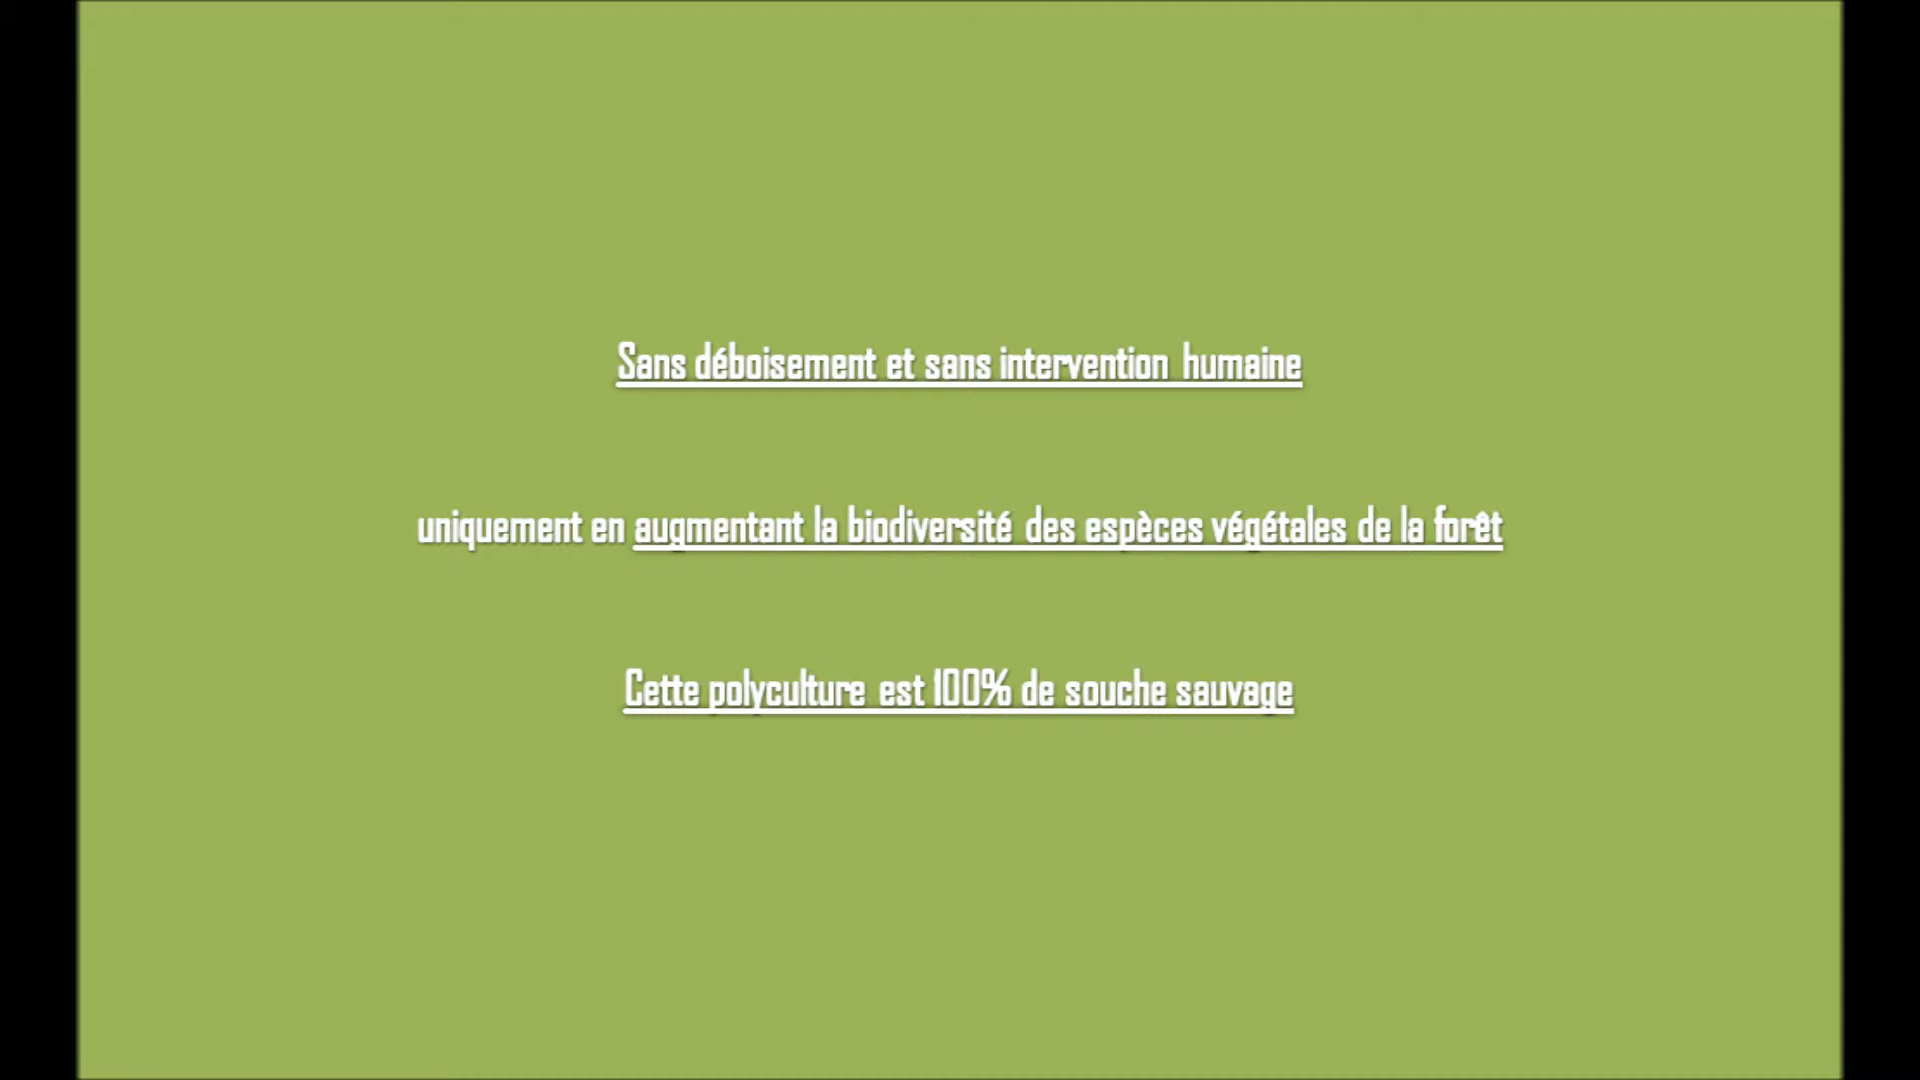 Sans déboisement et sans intervention humaine
uniquement en augmentant la biodiversité des espèces végétales de la forêt
Cette polyculture est 100% de souche sauvage